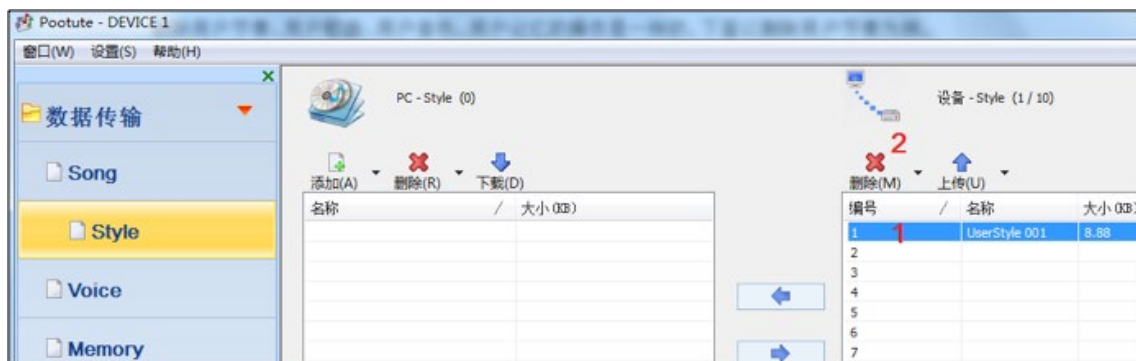 Pootute - DEVICE 1
窗口(W) 设置(S) 帮助(H)
数据传输
Song
Style
Voice
Memory
PC - Style (0)
添加(A) 删除(R) 下载(D)
名称 / 大小(KB)
设备 - Style (1 / 10)
2
删除(M) 上传(U)
编号 / 名称 大小(KB)
1 1 UserStyle 001 8.88
2
3
4
5
6
7